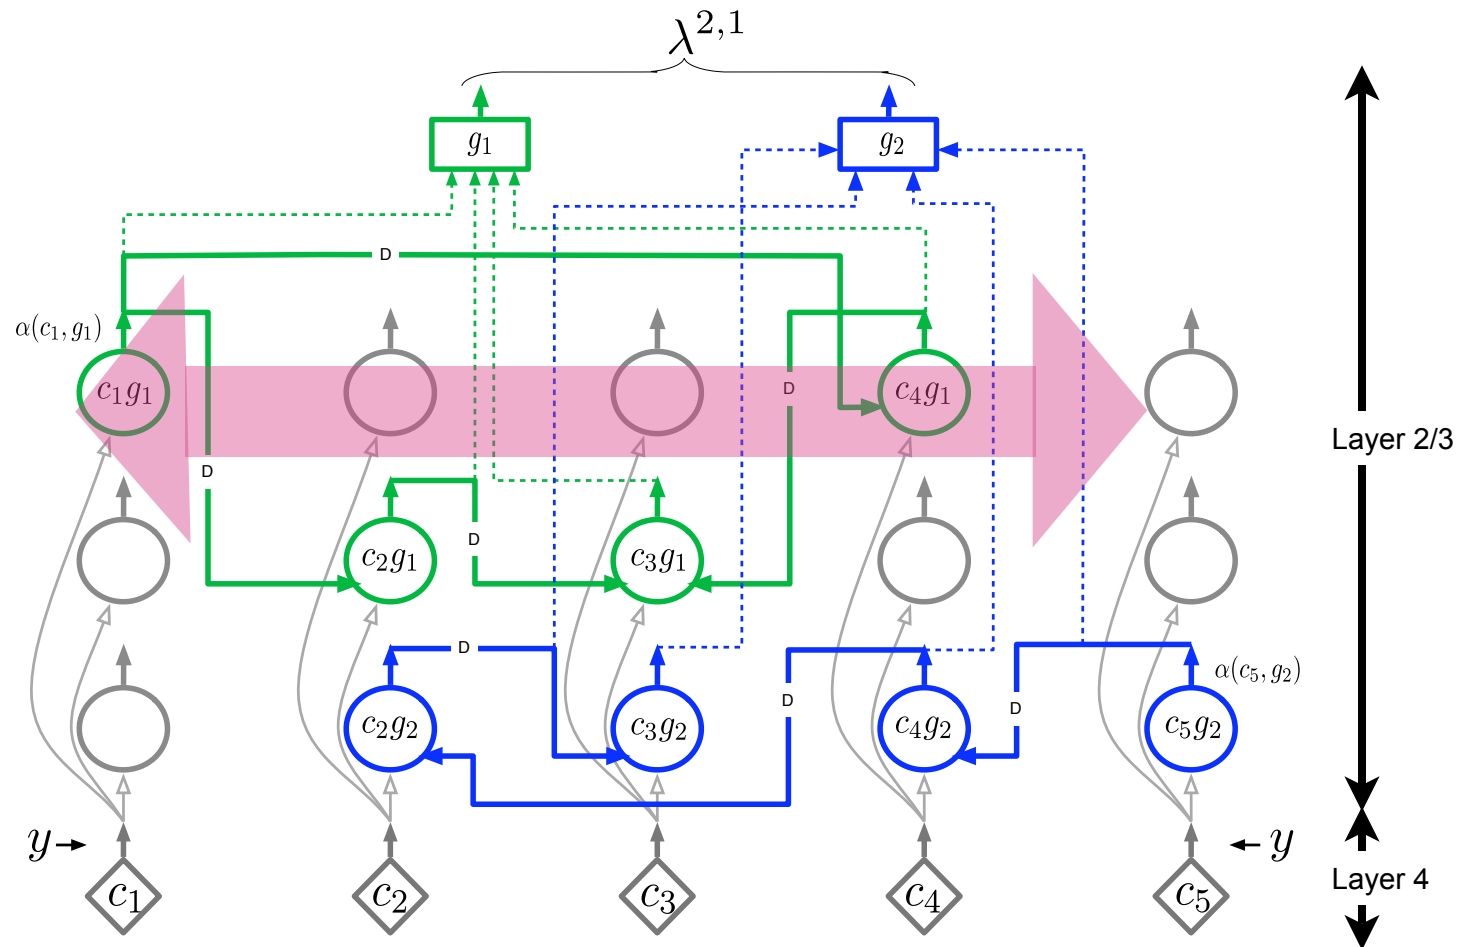 λ^{2,1}
g₁
g₂
D
α(c₁, g₁)
c₁g₁
D
c₄g₁
Layer 2/3
D
D
c₂g₁
c₃g₁
D
D
D
α(c₅, g₂)
c₂g₂
c₃g₂
c₄g₂
c₅g₂
y
y
c₁
c₂
c₃
c₄
c₅
Layer 4